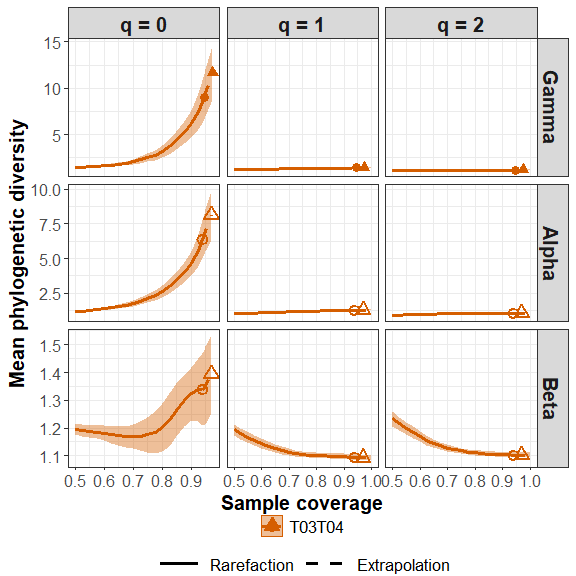 q = 0 q = 1 q = 2
Mean phylogenetic diversity
15
10
5
Gamma
10.0
7.5
5.0
2.5
Alpha
1.5
1.4
1.3
1.2
1.1
Beta
0.5 0.6 0.7 0.8 0.9 0.5 0.6 0.7 0.8 0.9 1.0 0.5 0.6 0.7 0.8 0.9 1.0
Sample coverage
T03T04
Rarefaction Extrapolation